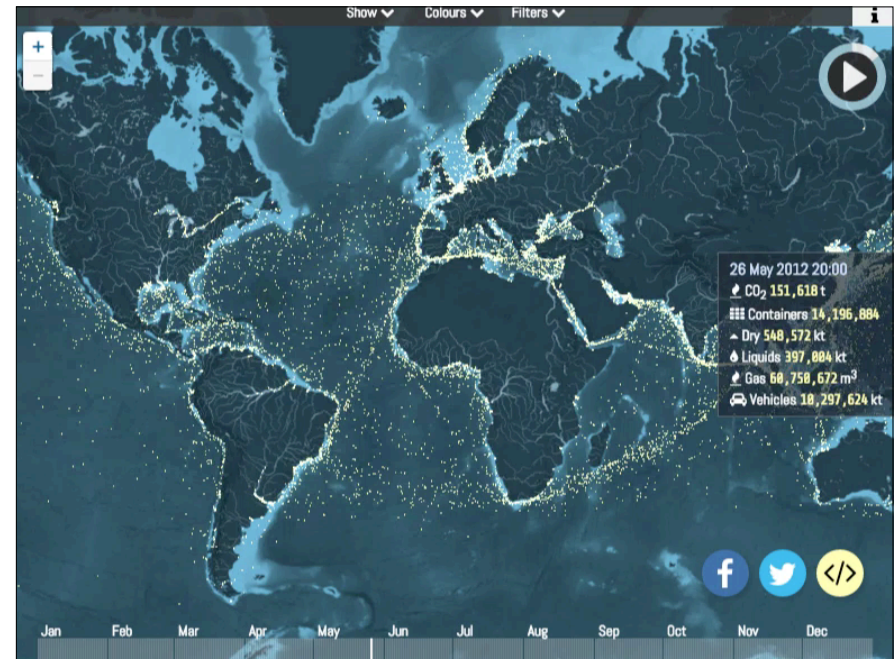 Show Colours Filters i
+
−
26 May 2012 20:00
CO₂ 151,618 t
Containers 14,196,884
Dry 548,572 kt
Liquids 397,004 kt
Gas 60,750,672 m³
Vehicles 10,297,624 kt
f </>
Jan Feb Mar Apr May Jun Jul Aug Sep Oct Nov Dec